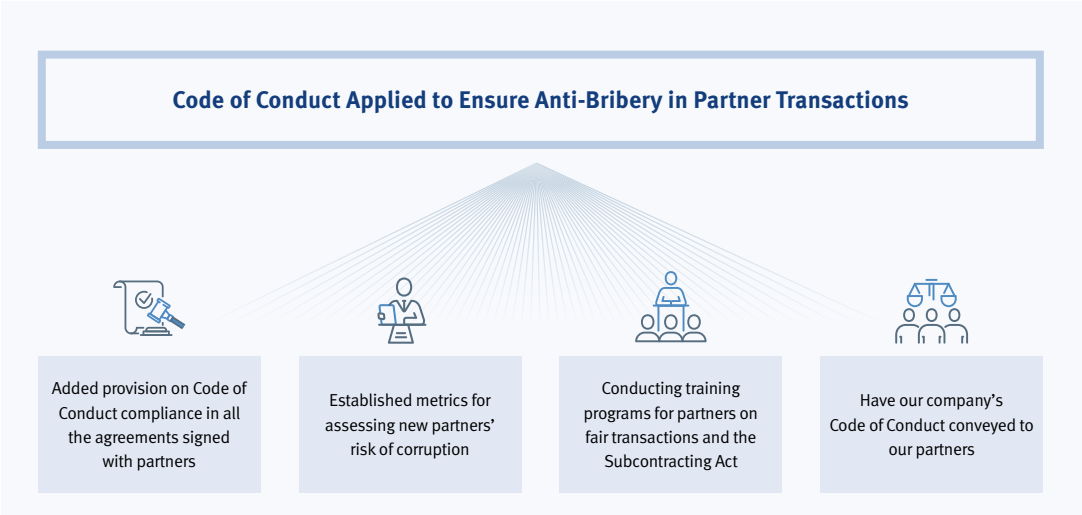 Code of Conduct Applied to Ensure Anti-Bribery in Partner Transactions
Added provision on Code of
Conduct compliance in all
the agreements signed
with partners
Established metrics for
assessing new partners’
risk of corruption
Conducting training
programs for partners on
fair transactions and the
Subcontracting Act
Have our company’s
Code of Conduct conveyed to
our partners